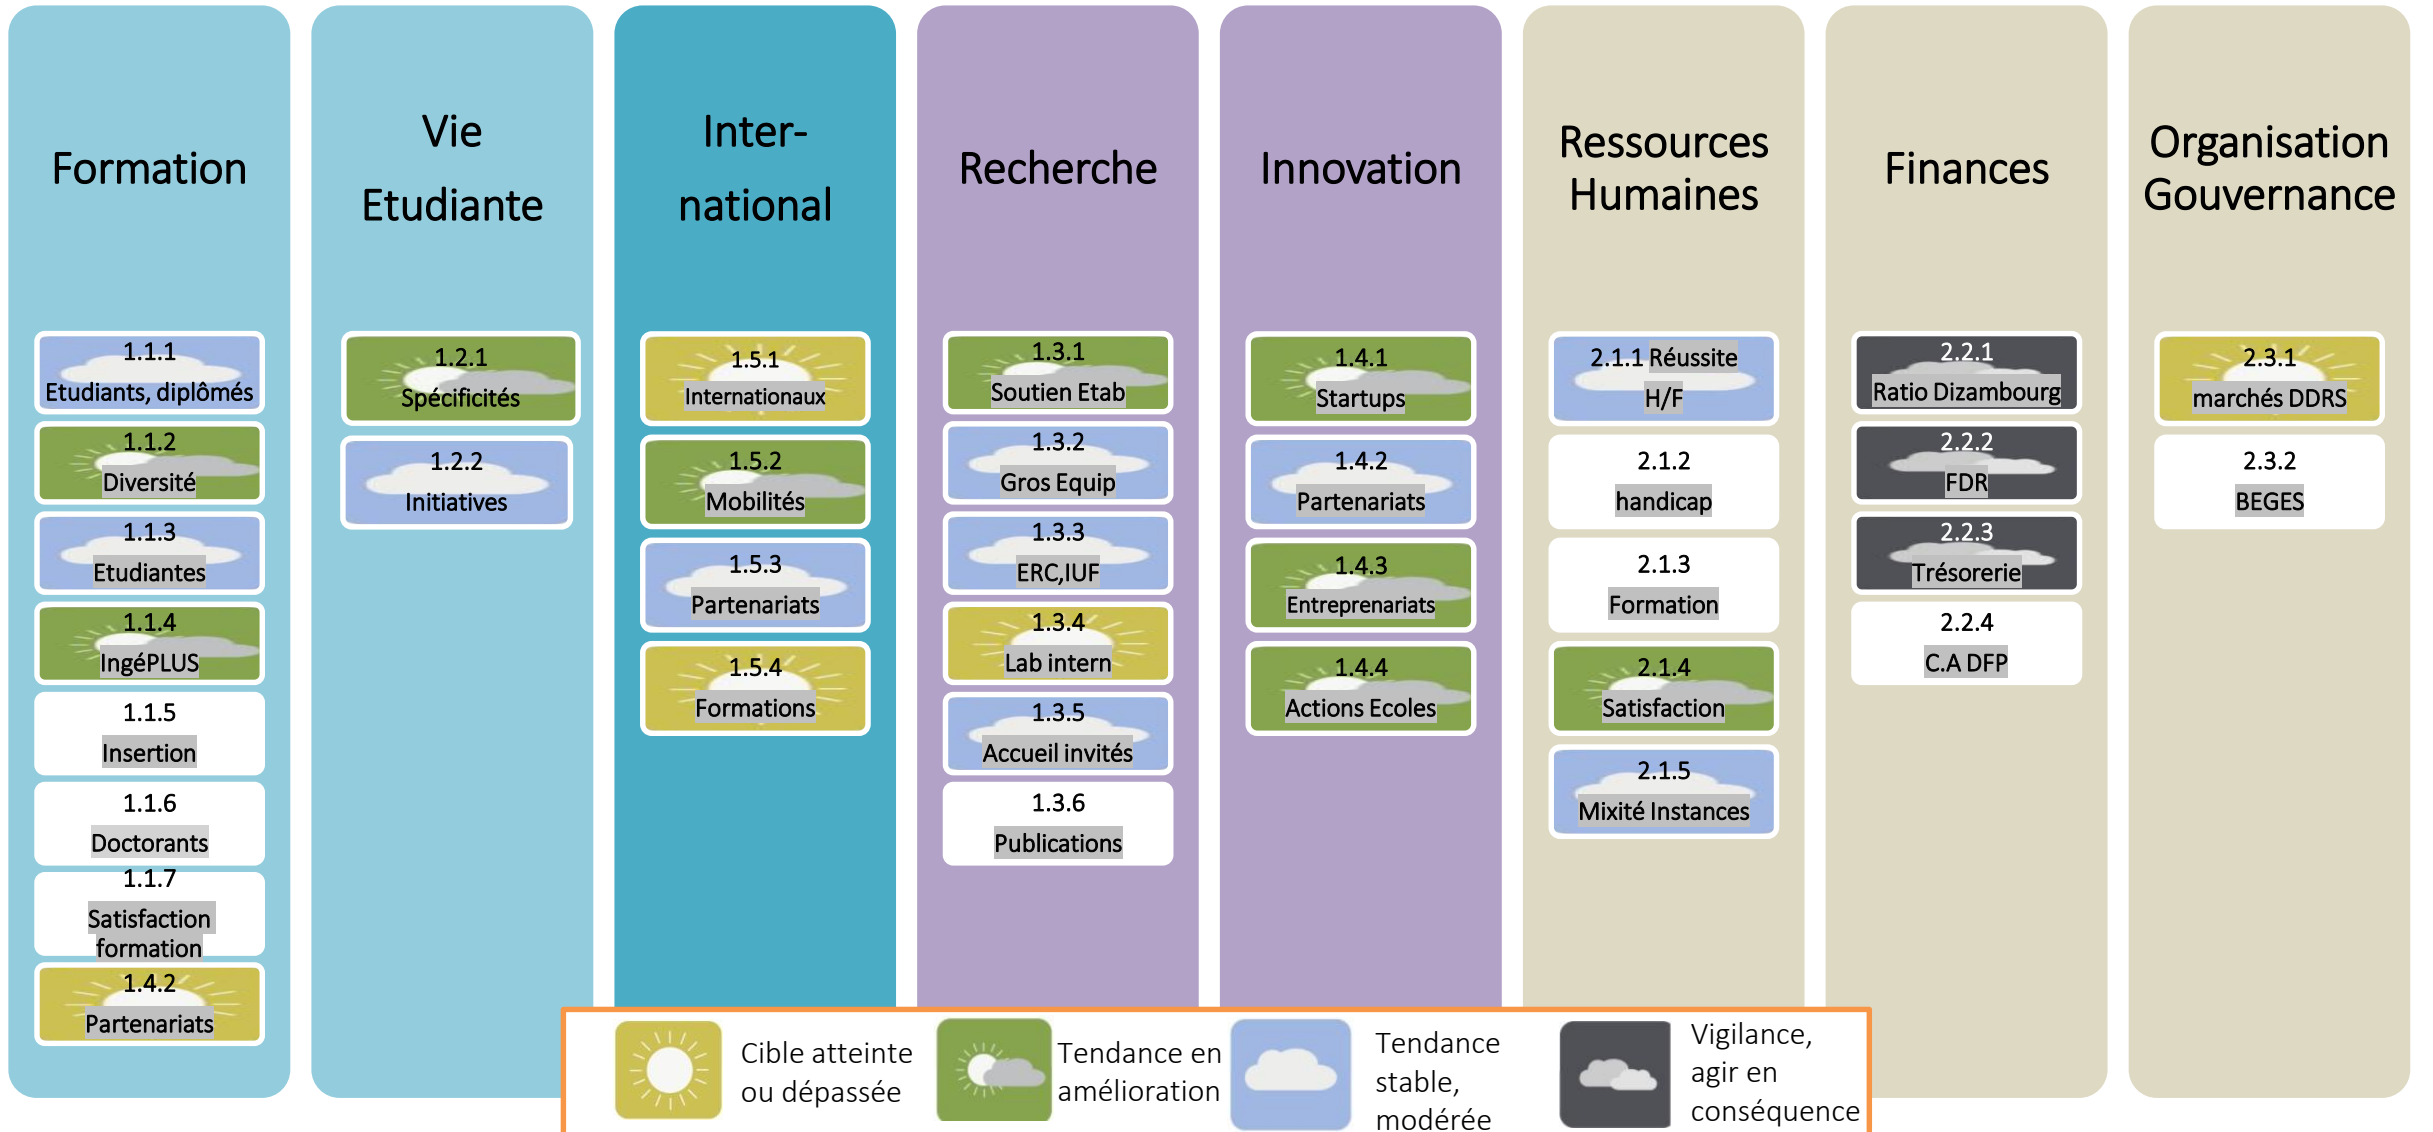 Formation
1.1.1
Etudiants, diplômés
1.1.2
Diversité
1.1.3
Etudiantes
1.1.4
IngéPLUS
1.1.5
Insertion
1.1.6
Doctorants
1.1.7
Satisfaction
formation
1.4.2
Partenariats
Vie
Etudiante
1.2.1
Spécificités
1.2.2
Initiatives
Inter-
national
1.5.1
Internationaux
1.5.2
Mobilités
1.5.3
Partenariats
1.5.4
Formations
Recherche
1.3.1
Soutien Etab
1.3.2
Gros Equip
1.3.3
ERC,IUF
1.3.4
Lab intern
1.3.5
Accueil invités
1.3.6
Publications
Innovation
1.4.1
Startups
1.4.2
Partenariats
1.4.3
Entreprenariats
1.4.4
Actions Ecoles
Ressources
Humaines
2.1.1 Réussite
H/F
2.1.2
handicap
2.1.3
Formation
2.1.4
Satisfaction
2.1.5
Mixité Instances
Finances
2.2.1
Ratio Dizambourg
2.2.2
FDR
2.2.3
Trésorerie
2.2.4
C.A DFP
Organisation
Gouvernance
2.3.1
marchés DDRS
2.3.2
BEGES
Cible atteinte
ou dépassée
Tendance en
amélioration
Tendance
stable,
modérée
Vigilance,
agir en
conséquence